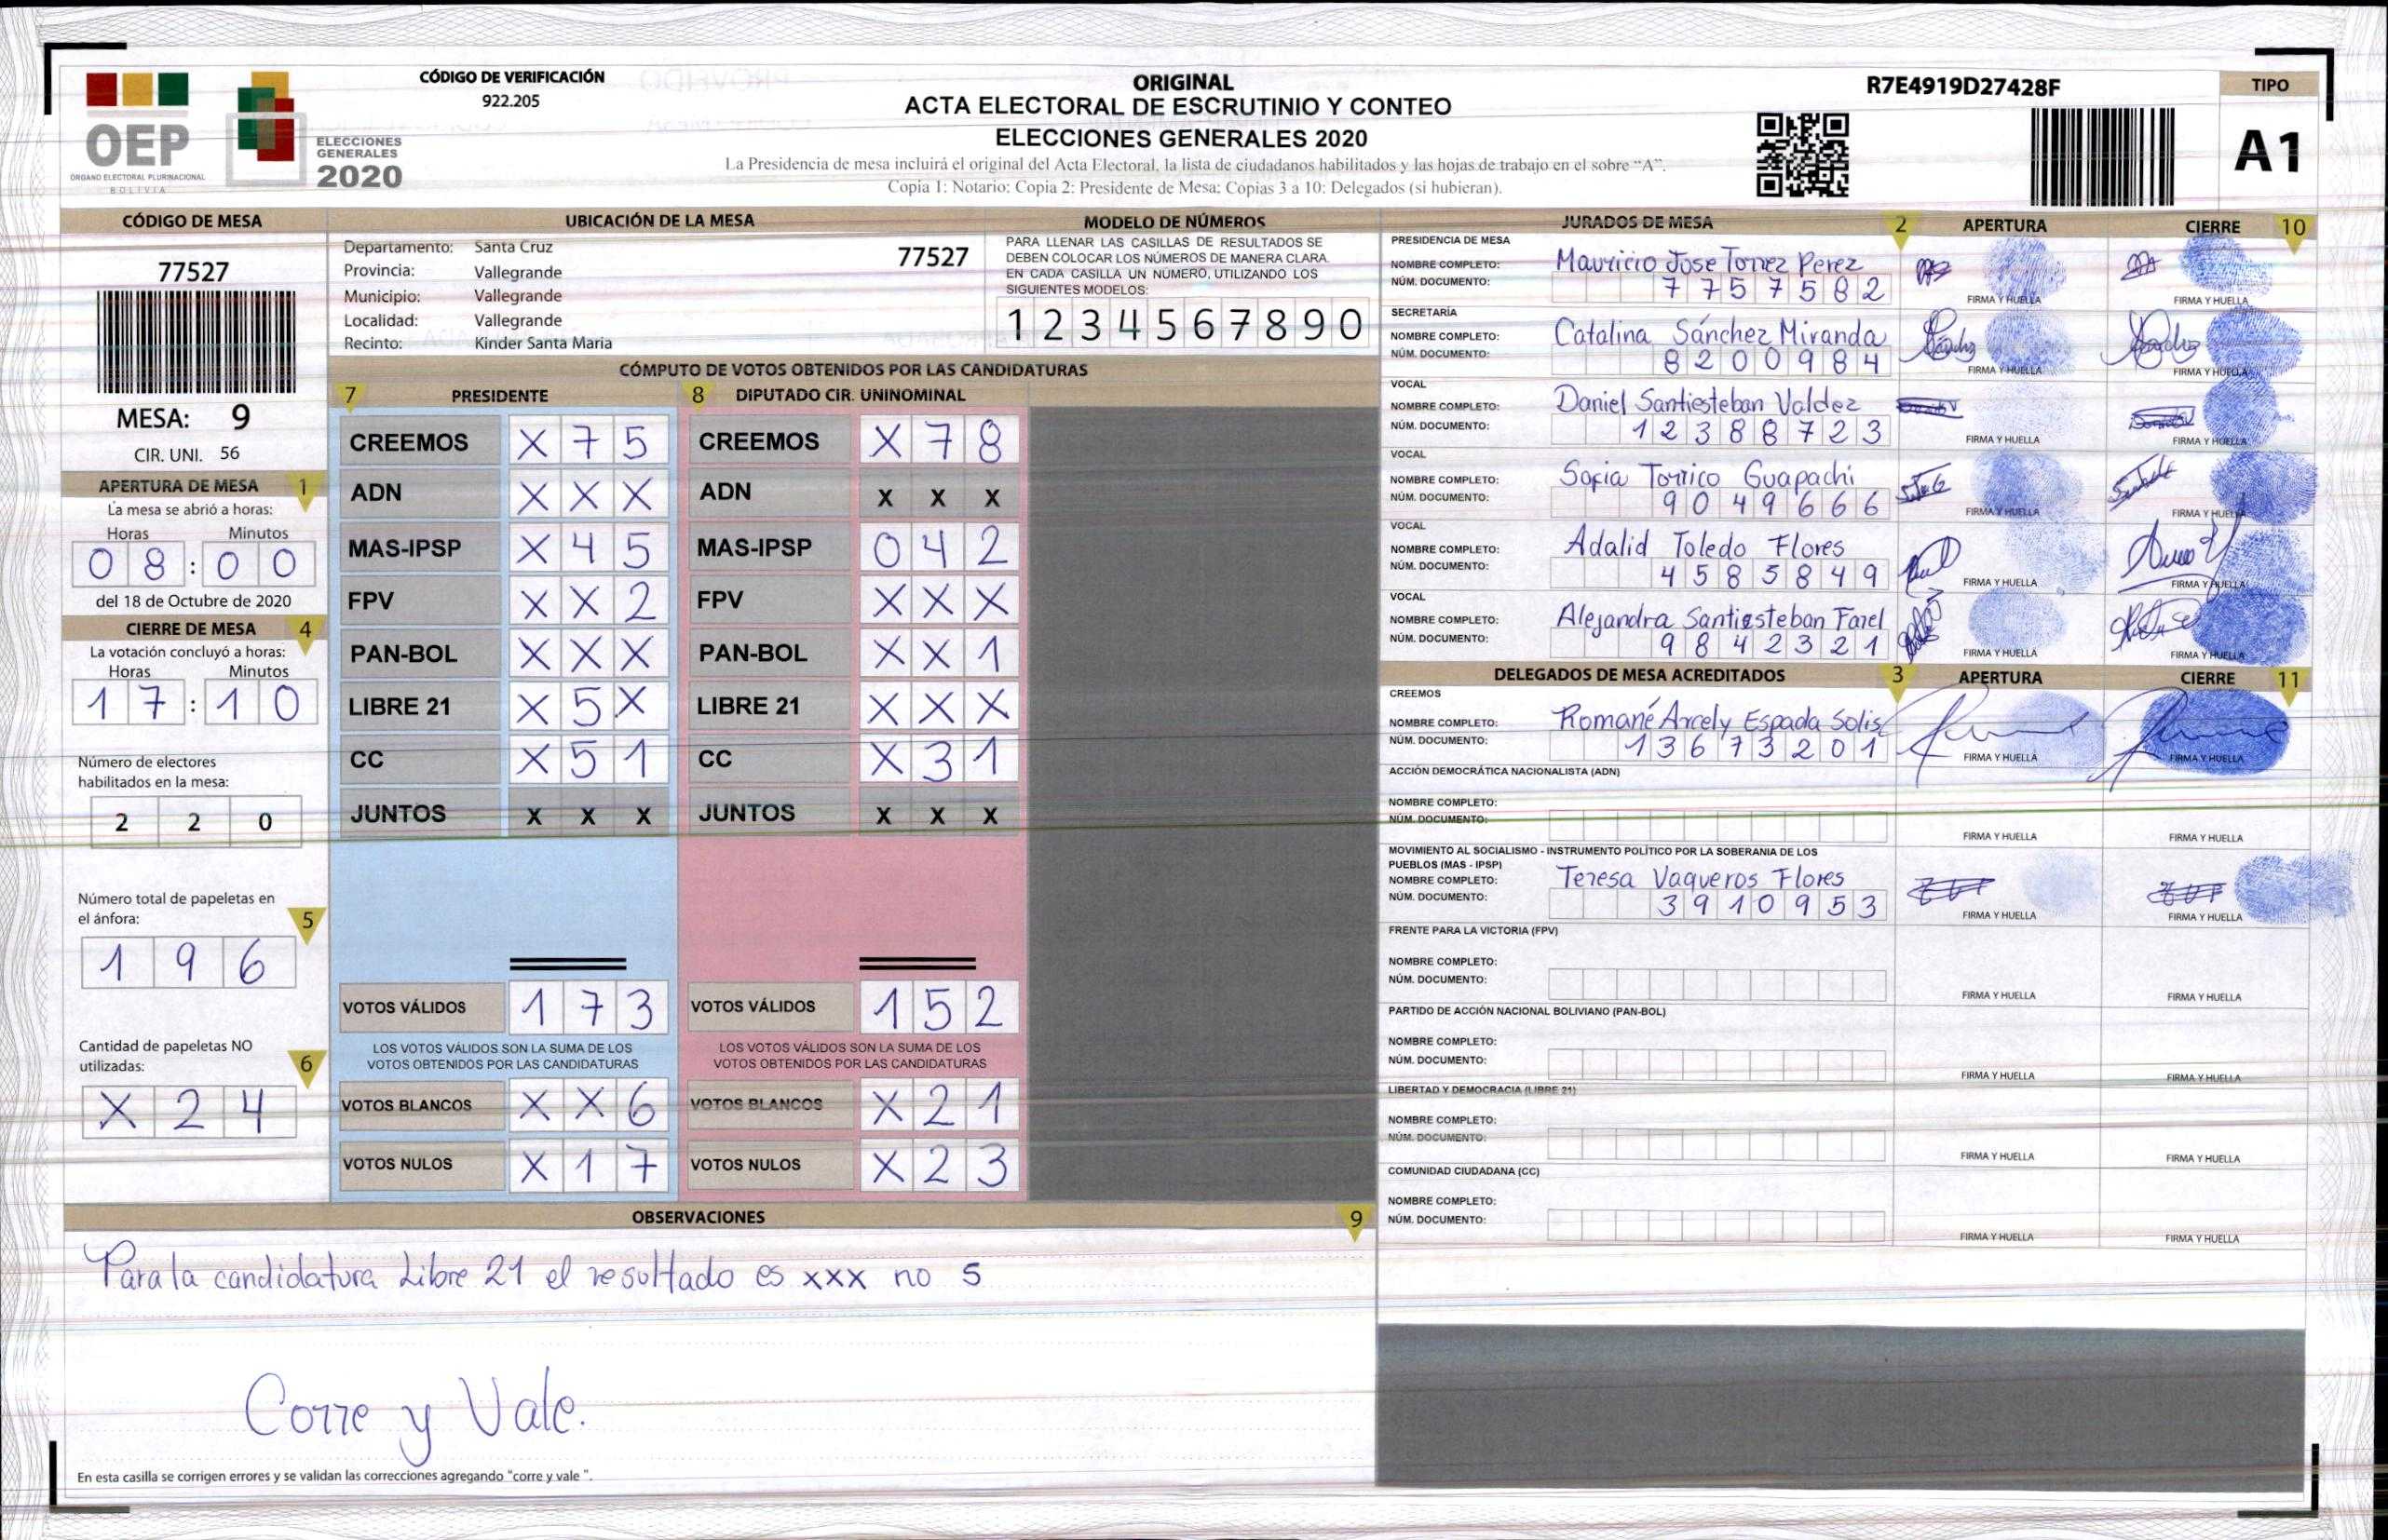 CÓDIGO DE VERIFICACIÓN
922.205
OEP
ÓRGANO ELECTORAL PLURINACIONAL
BOLIVIA
ELECCIONES
GENERALES
2020
ORIGINAL
ACTA ELECTORAL DE ESCRUTINIO Y CONTEO
ELECCIONES GENERALES 2020
La Presidencia de mesa incluirá el original del Acta Electoral, la lista de ciudadanos habilitados y las hojas de trabajo en el sobre "A".
Copia 1: Notario; Copia 2: Presidente de Mesa; Copias 3 a 10: Delegados (si hubieran).
R7E4919D27428F
TIPO
A1
CÓDIGO DE MESA
77527
MESA: 9
CIR. UNI. 56
APERTURA DE MESA 1
La mesa se abrió a horas:
Horas Minutos
0 8 : 0 0
del 18 de Octubre de 2020
CIERRE DE MESA 4
La votación concluyó a horas:
Horas Minutos
1 7 : 1 0
Número de electores
habilitados en la mesa:
2 2 0
Número total de papeletas en
el ánfora: 5
1 9 6
Cantidad de papeletas NO
utilizadas: 6
X 2 4
UBICACIÓN DE LA MESA
Departamento: Santa Cruz 77527
Provincia: Vallegrande
Municipio: Vallegrande
Localidad: Vallegrande
Recinto: Kinder Santa Maria
MODELO DE NÚMEROS
PARA LLENAR LAS CASILLAS DE RESULTADOS SE
DEBEN COLOCAR LOS NÚMEROS DE MANERA CLARA.
EN CADA CASILLA UN NÚMERO, UTILIZANDO LOS
SIGUIENTES MODELOS:
1 2 3 4 5 6 7 8 9 0
CÓMPUTO DE VOTOS OBTENIDOS POR LAS CANDIDATURAS
7 PRESIDENTE 8 DIPUTADO CIR. UNINOMINAL
CREEMOS X 7 5 CREEMOS X 7 8
ADN X X X ADN X X X
MAS-IPSP X 4 5 MAS-IPSP 0 4 2
FPV X X 2 FPV X X X
PAN-BOL X X X PAN-BOL X X 1
LIBRE 21 X 5 X LIBRE 21 X X X
CC X 5 1 CC X 3 1
JUNTOS X X X JUNTOS X X X
VOTOS VÁLIDOS 1 7 3 VOTOS VÁLIDOS 1 5 2
LOS VOTOS VÁLIDOS SON LA SUMA DE LOS LOS VOTOS VÁLIDOS SON LA SUMA DE LOS
VOTOS OBTENIDOS POR LAS CANDIDATURAS VOTOS OBTENIDOS POR LAS CANDIDATURAS
VOTOS BLANCOS X X 6 VOTOS BLANCOS X 2 1
VOTOS NULOS X 1 7 VOTOS NULOS X 2 3
OBSERVACIONES 9
Para la candidatura Libre 21 el resultado es xxx no 5
Corre y Vale.
En esta casilla se corrigen errores y se validan las correcciones agregando "corre y vale ".
JURADOS DE MESA 2 APERTURA CIERRE 10
PRESIDENCIA DE MESA
NOMBRE COMPLETO: Mauricio Jose Torrez Perez
NÚM. DOCUMENTO: 7 7 5 7 5 8 2
FIRMA Y HUELLA FIRMA Y HUELLA
SECRETARÍA
NOMBRE COMPLETO: Catalina Sánchez Miranda
NÚM. DOCUMENTO: 8 2 0 0 9 8 4
FIRMA Y HUELLA FIRMA Y HUELLA
VOCAL
NOMBRE COMPLETO: Daniel Santiesteban Valdez
NÚM. DOCUMENTO: 1 2 3 8 8 7 2 3
FIRMA Y HUELLA FIRMA Y HUELLA
VOCAL
NOMBRE COMPLETO: Sofia Torrico Guapachi
NÚM. DOCUMENTO: 9 0 4 9 6 6 6
FIRMA Y HUELLA FIRMA Y HUELLA
VOCAL
NOMBRE COMPLETO: Adalid Toledo Flores
NÚM. DOCUMENTO: 4 5 8 5 8 4 9
FIRMA Y HUELLA FIRMA Y HUELLA
VOCAL
NOMBRE COMPLETO: Alejandra Santiesteban Farel
NÚM. DOCUMENTO: 9 8 4 2 3 2 1
FIRMA Y HUELLA FIRMA Y HUELLA
DELEGADOS DE MESA ACREDITADOS 3 APERTURA CIERRE 11
CREEMOS
NOMBRE COMPLETO: Romané Arcely Espada Solis
NÚM. DOCUMENTO: 1 3 6 7 3 2 0 1
FIRMA Y HUELLA FIRMA Y HUELLA
ACCIÓN DEMOCRÁTICA NACIONALISTA (ADN)
NOMBRE COMPLETO:
NÚM. DOCUMENTO:
FIRMA Y HUELLA FIRMA Y HUELLA
MOVIMIENTO AL SOCIALISMO - INSTRUMENTO POLÍTICO POR LA SOBERANIA DE LOS
PUEBLOS (MAS - IPSP)
NOMBRE COMPLETO: Teresa Vaqueros Flores
NÚM. DOCUMENTO: 3 9 1 0 9 5 3
FIRMA Y HUELLA FIRMA Y HUELLA
FRENTE PARA LA VICTORIA (FPV)
NOMBRE COMPLETO:
NÚM. DOCUMENTO:
FIRMA Y HUELLA FIRMA Y HUELLA
PARTIDO DE ACCIÓN NACIONAL BOLIVIANO (PAN-BOL)
NOMBRE COMPLETO:
NÚM. DOCUMENTO:
FIRMA Y HUELLA FIRMA Y HUELLA
LIBERTAD Y DEMOCRACIA (LIBRE 21)
NOMBRE COMPLETO:
NÚM. DOCUMENTO:
FIRMA Y HUELLA FIRMA Y HUELLA
COMUNIDAD CIUDADANA (CC)
NOMBRE COMPLETO:
NÚM. DOCUMENTO:
FIRMA Y HUELLA FIRMA Y HUELLA